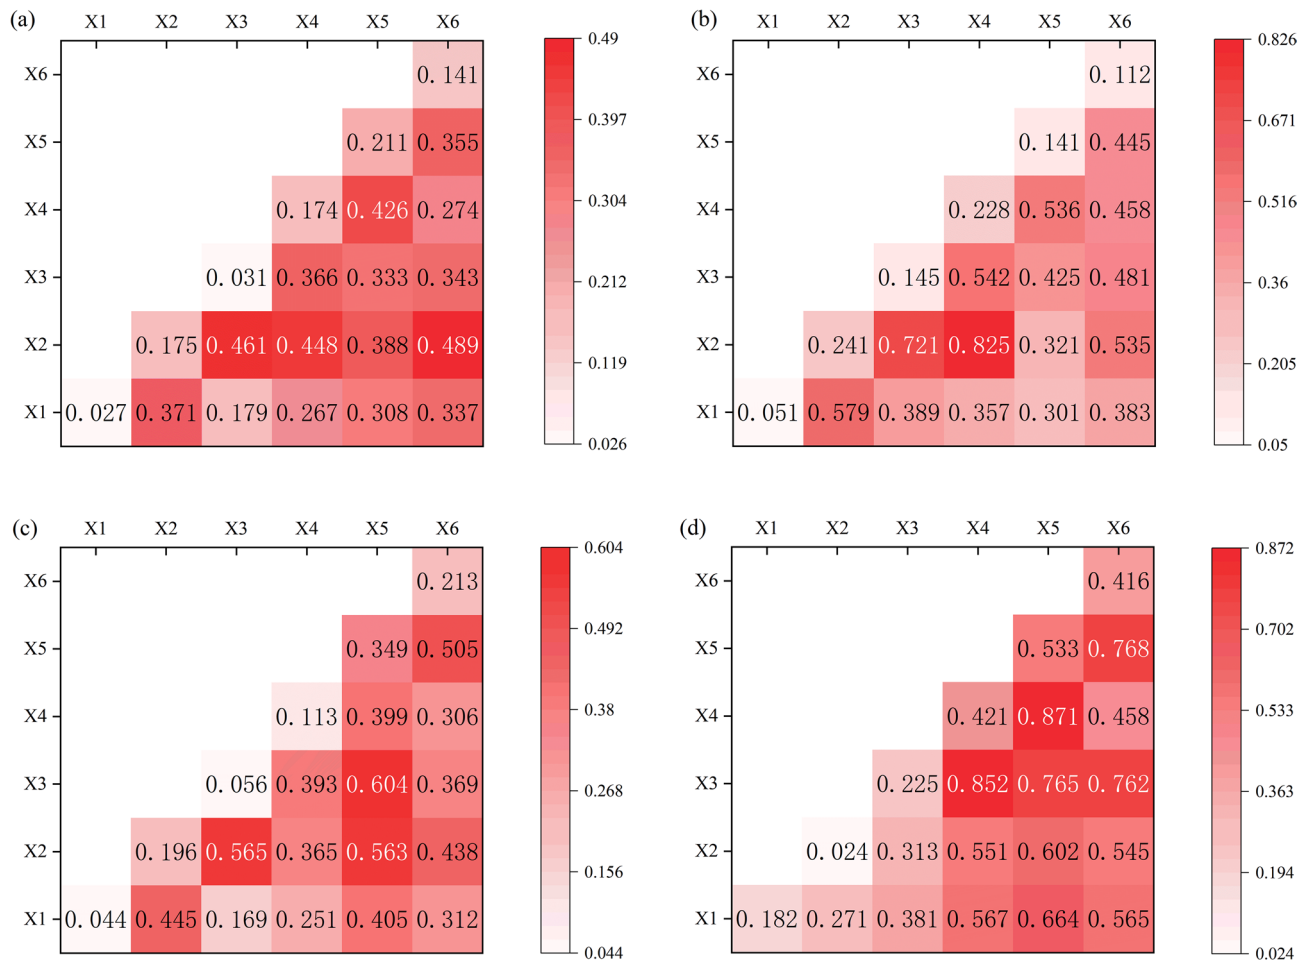 (a) X1 X2 X3 X4 X5 X6
X6 0.141
X5 0.211 0.355
X4 0.174 0.426 0.274
X3 0.031 0.366 0.333 0.343
X2 0.175 0.461 0.448 0.388 0.489
X1 0.027 0.371 0.179 0.267 0.308 0.337
0.49
0.397
0.304
0.212
0.119
0.026
(b) X1 X2 X3 X4 X5 X6
X6 0.112
X5 0.141 0.445
X4 0.228 0.536 0.458
X3 0.145 0.542 0.425 0.481
X2 0.241 0.721 0.825 0.321 0.535
X1 0.051 0.579 0.389 0.357 0.301 0.383
0.826
0.671
0.516
0.36
0.205
0.05
(c) X1 X2 X3 X4 X5 X6
X6 0.213
X5 0.349 0.505
X4 0.113 0.399 0.306
X3 0.056 0.393 0.604 0.369
X2 0.196 0.565 0.365 0.563 0.438
X1 0.044 0.445 0.169 0.251 0.405 0.312
0.604
0.492
0.38
0.268
0.156
0.044
(d) X1 X2 X3 X4 X5 X6
X6 0.416
X5 0.533 0.768
X4 0.421 0.871 0.458
X3 0.225 0.852 0.765 0.762
X2 0.024 0.313 0.551 0.602 0.545
X1 0.182 0.271 0.381 0.567 0.664 0.565
0.872
0.702
0.533
0.363
0.194
0.024